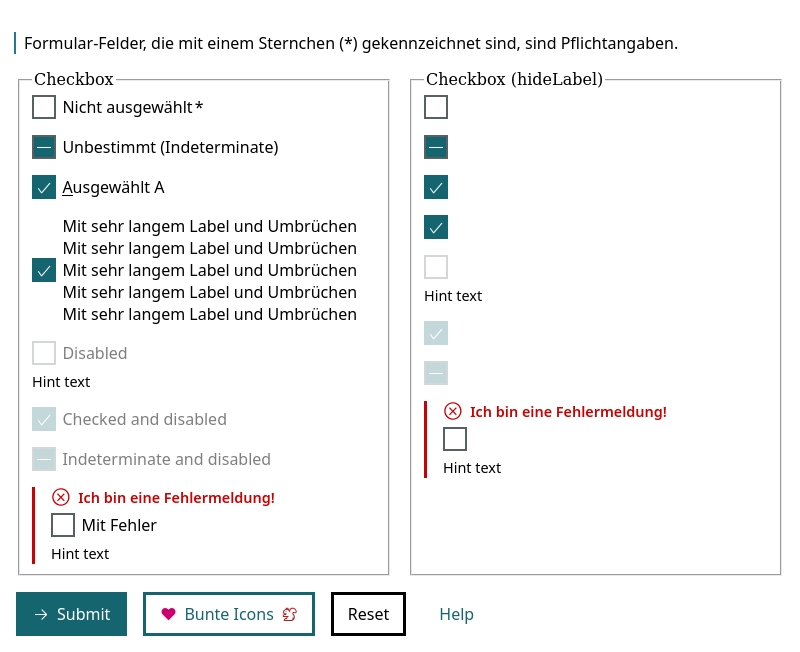 Formular-Felder, die mit einem Sternchen (*) gekennzeichnet sind, sind Pflichtangaben.
Checkbox
Nicht ausgewählt *
Unbestimmt (Indeterminate)
Ausgewählt A
Mit sehr langem Label und Umbrüchen
Mit sehr langem Label und Umbrüchen
Mit sehr langem Label und Umbrüchen
Mit sehr langem Label und Umbrüchen
Mit sehr langem Label und Umbrüchen
Disabled
Hint text
Checked and disabled
Indeterminate and disabled
Ich bin eine Fehlermeldung!
Mit Fehler
Hint text
Checkbox (hideLabel)
Hint text
Ich bin eine Fehlermeldung!
Hint text
Submit
Bunte Icons
Reset
Help